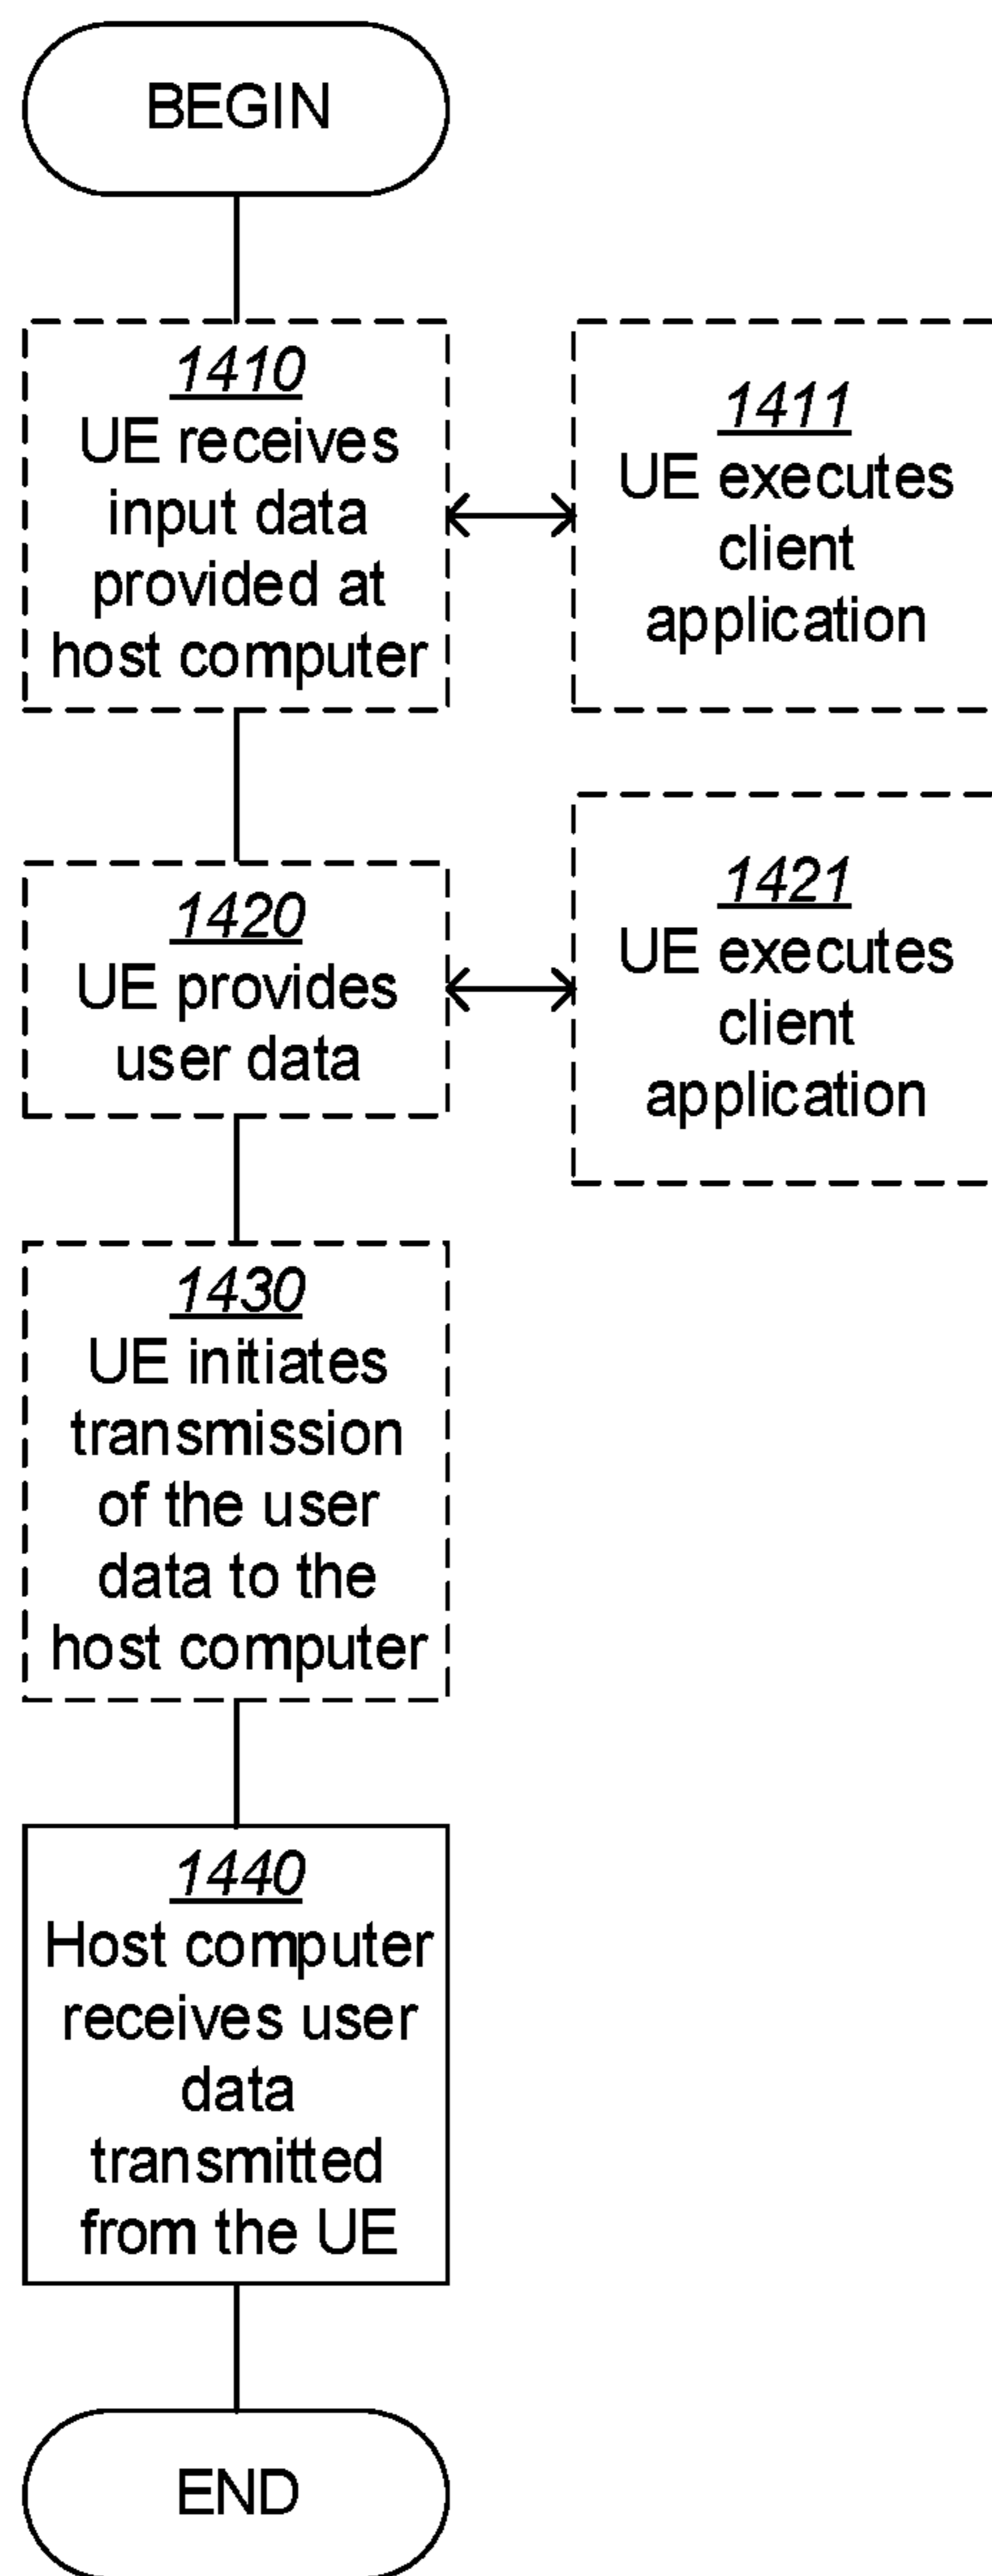 BEGIN
1410
UE receives
input data
provided at
host computer
1411
UE executes
client
application
1420
UE provides
user data
1421
UE executes
client
application
1430
UE initiates
transmission
of the user
data to the
host computer
1440
Host computer
receives user
data
transmitted
from the UE
END